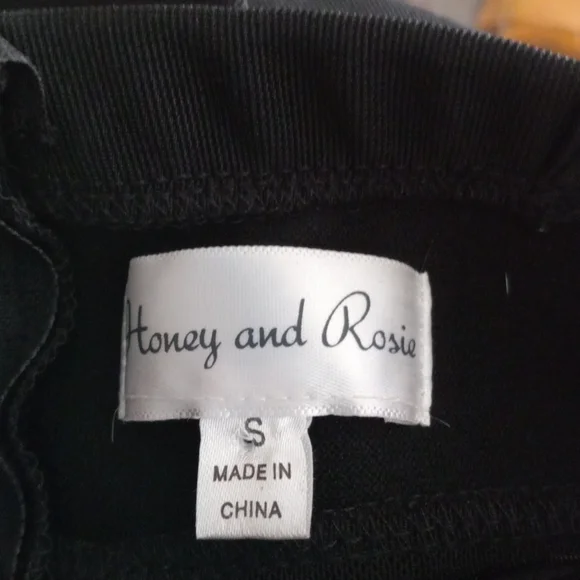 Honey and Rosie
S
MADE IN
CHINA